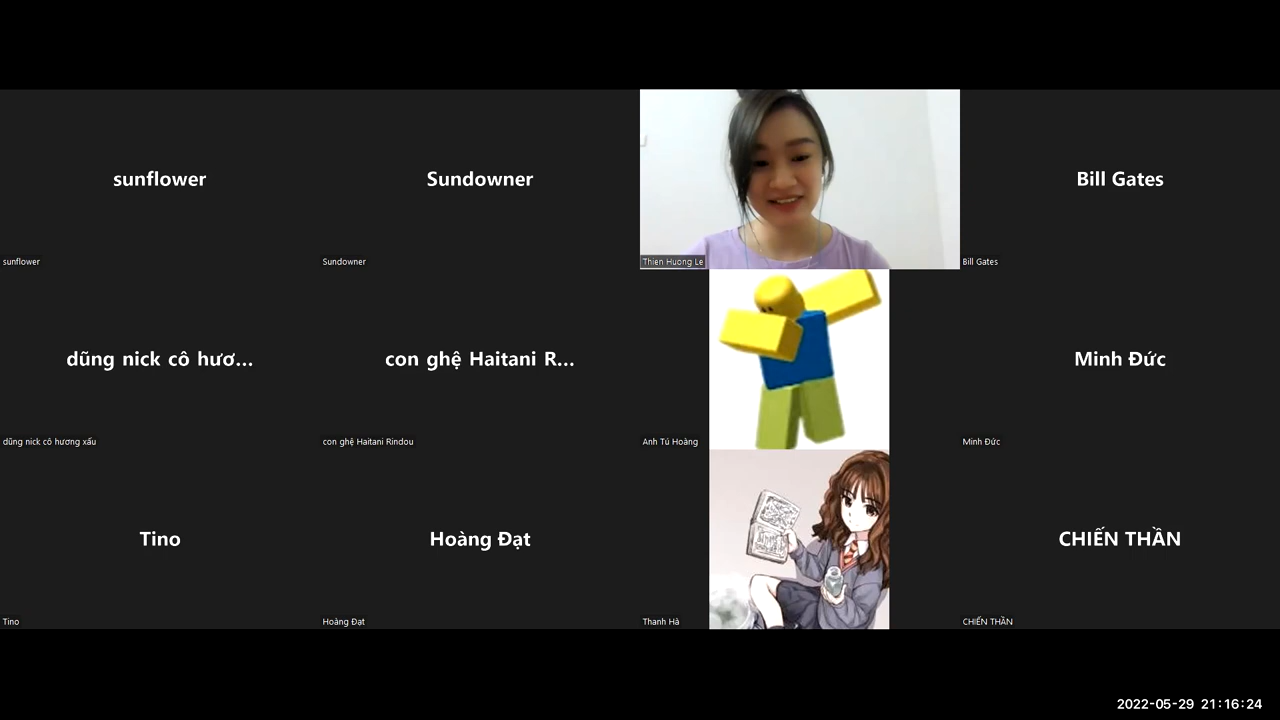 sunflower
Sundowner
Bill Gates
sunflower
Sundowner
Thien Huong Le
Bill Gates
dũng nick cô hươ...
con ghệ Haitani R...
Minh Đức
dũng nick cô hương xấu
con ghệ Haitani Rindou
Anh Tú Hoàng
Minh Đức
Tino
Hoàng Đạt
CHIẾN THẦN
Tino
Hoàng Đạt
Thanh Hà
CHIẾN THẦN
2022-05-29 21:16:24